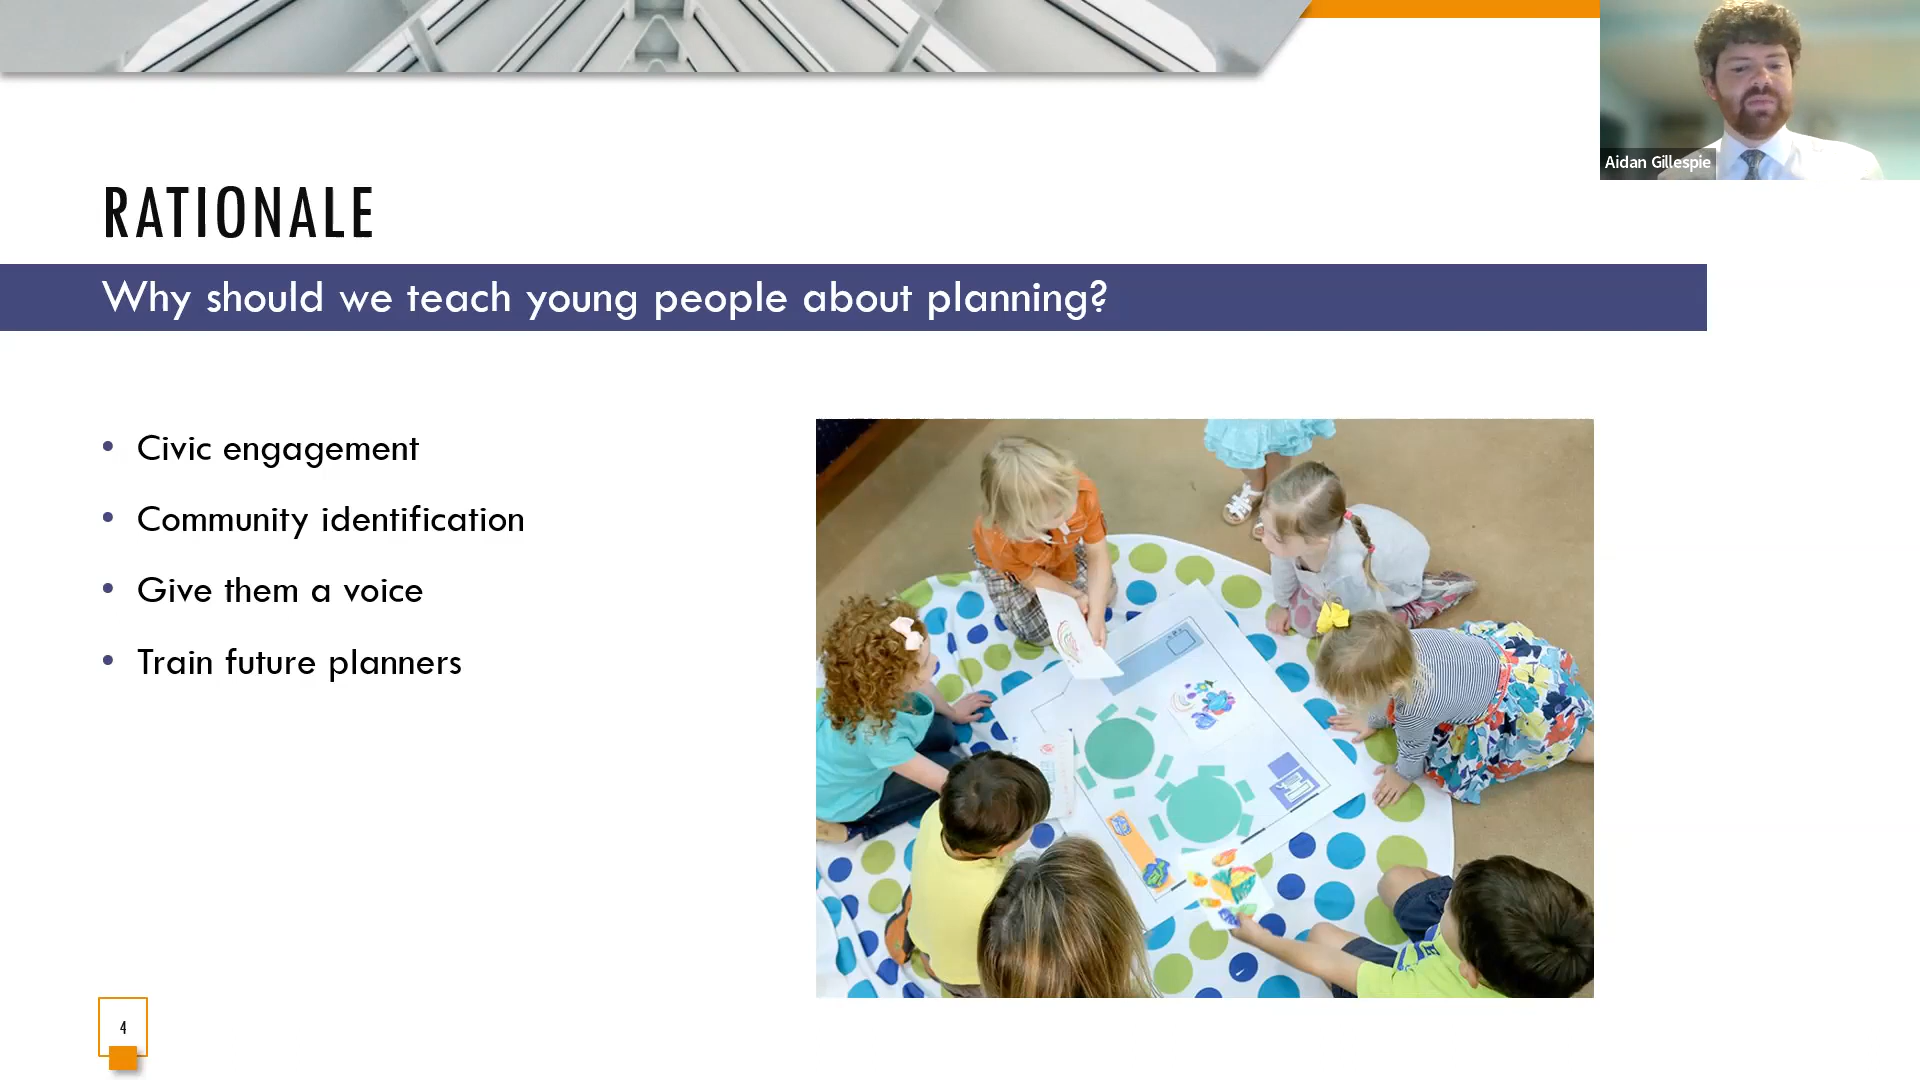 Aidan Gillespie
RATIONALE
Why should we teach young people about planning?
• Civic engagement
• Community identification
• Give them a voice
• Train future planners
4